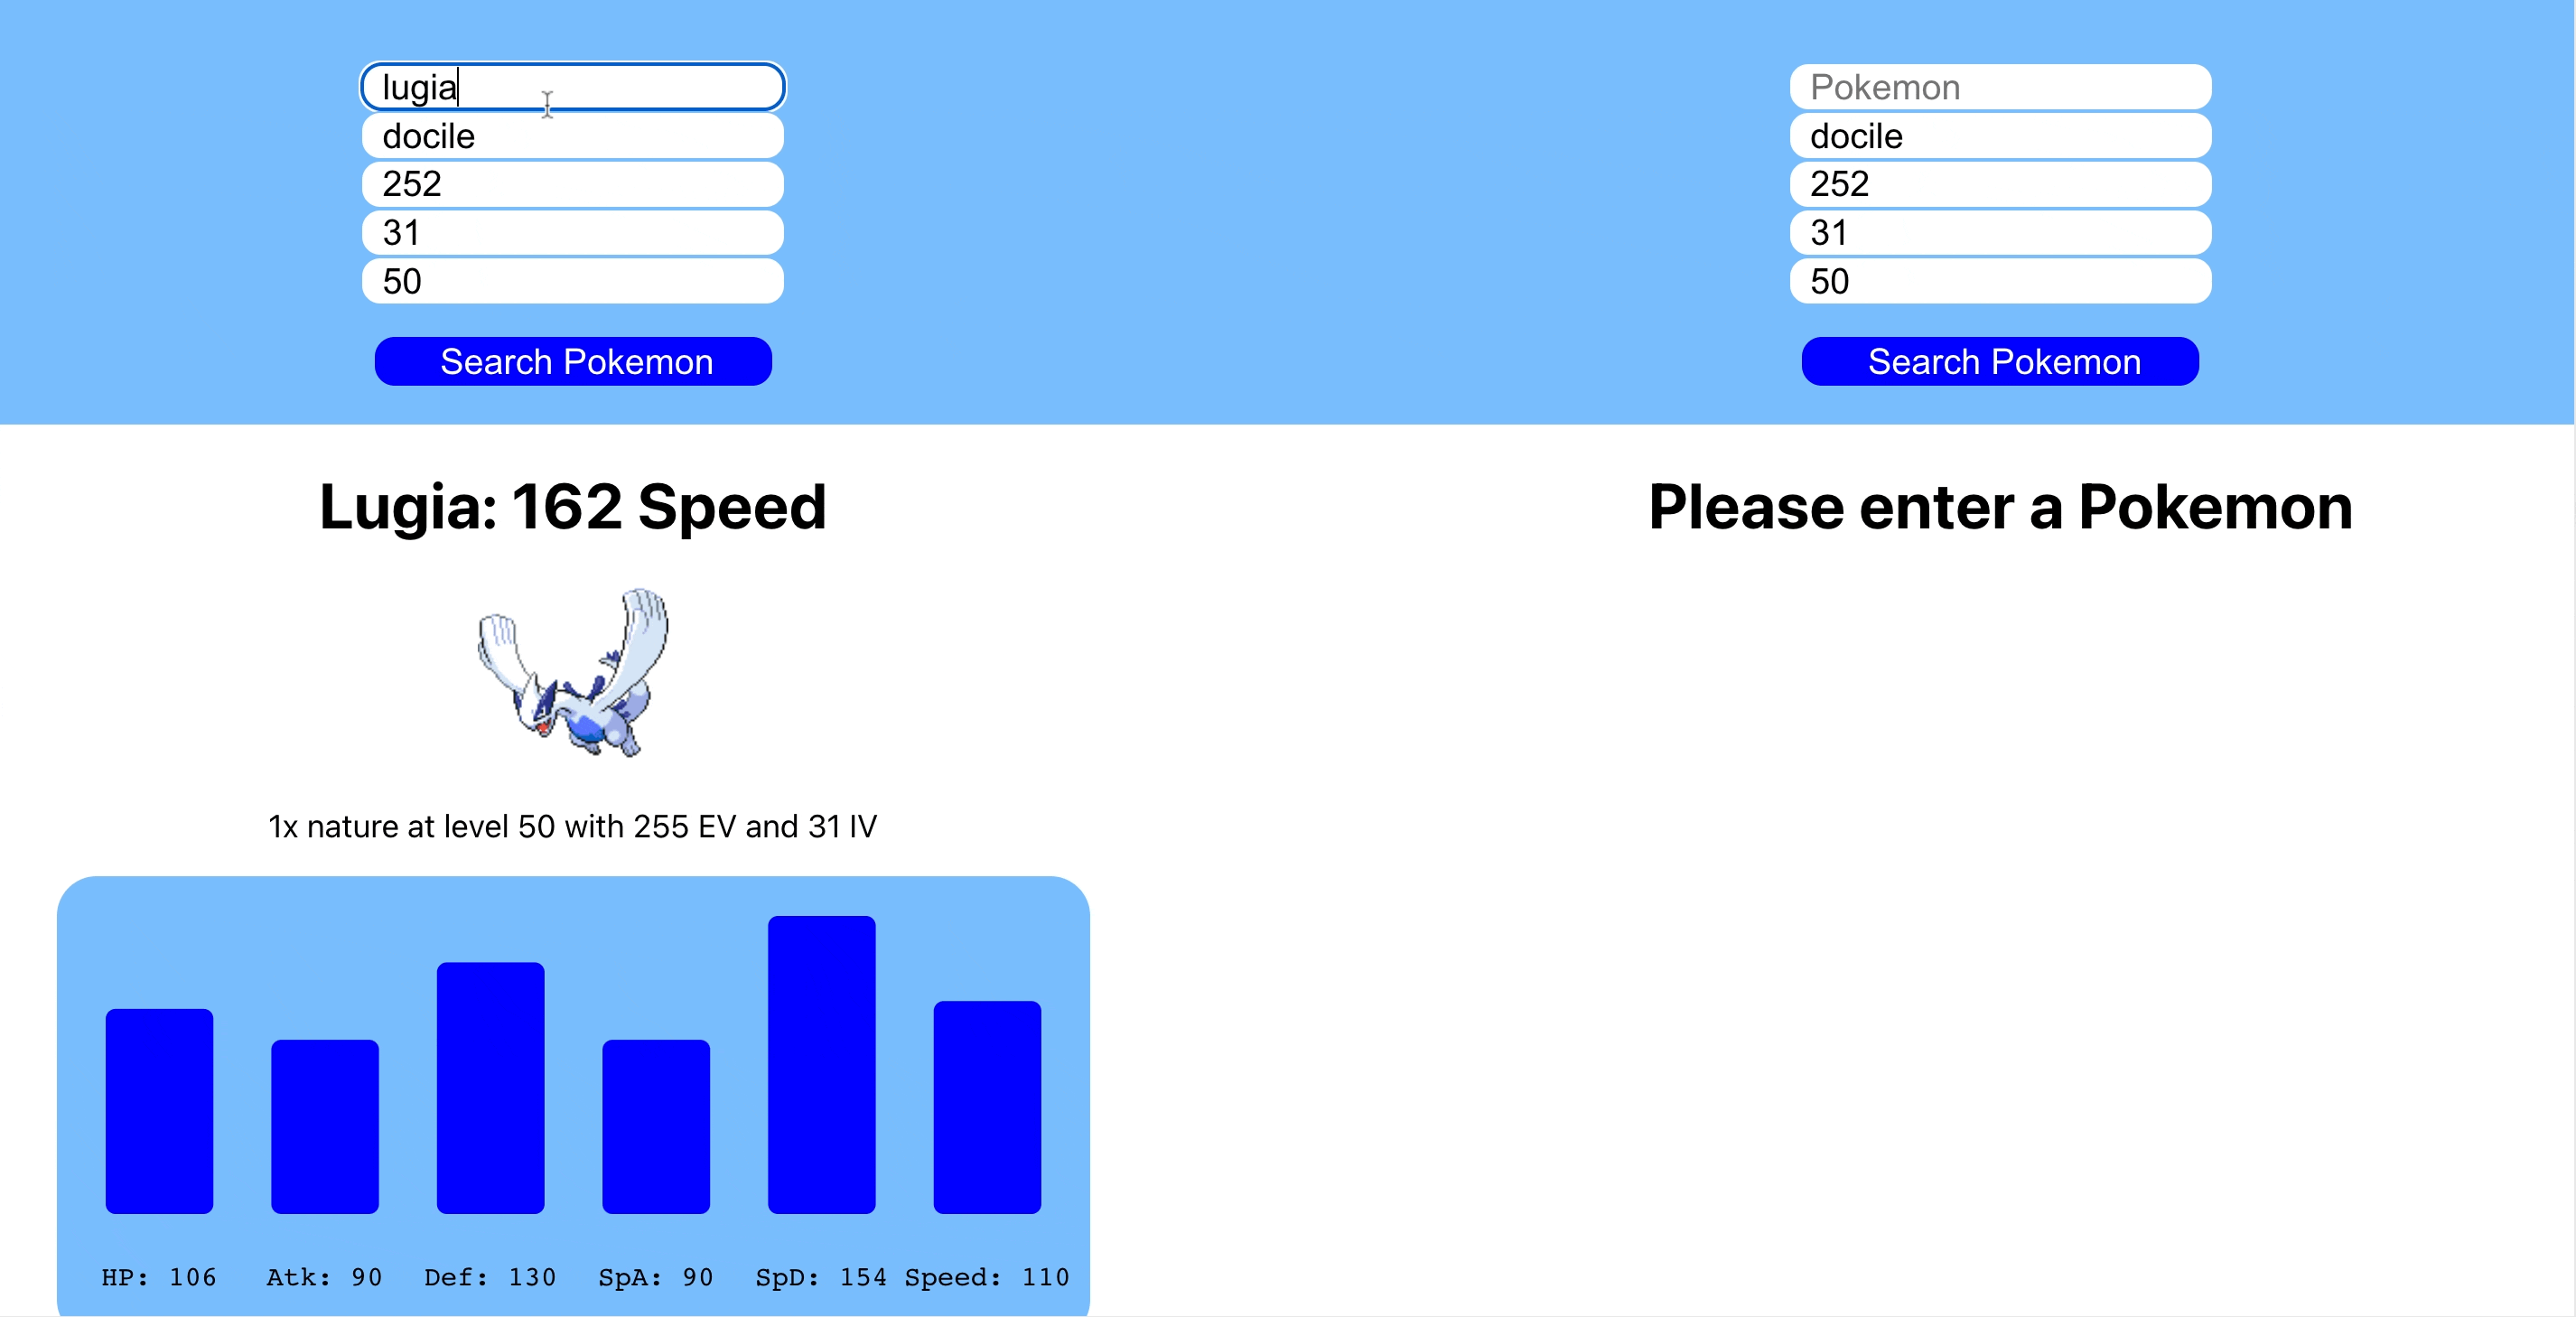 lugia
docile
252
31
50
Search Pokemon
Pokemon
docile
252
31
50
Search Pokemon
Lugia: 162 Speed
1x nature at level 50 with 255 EV and 31 IV
HP: 106 Atk: 90 Def: 130 SpA: 90 SpD: 154 Speed: 110
Please enter a Pokemon